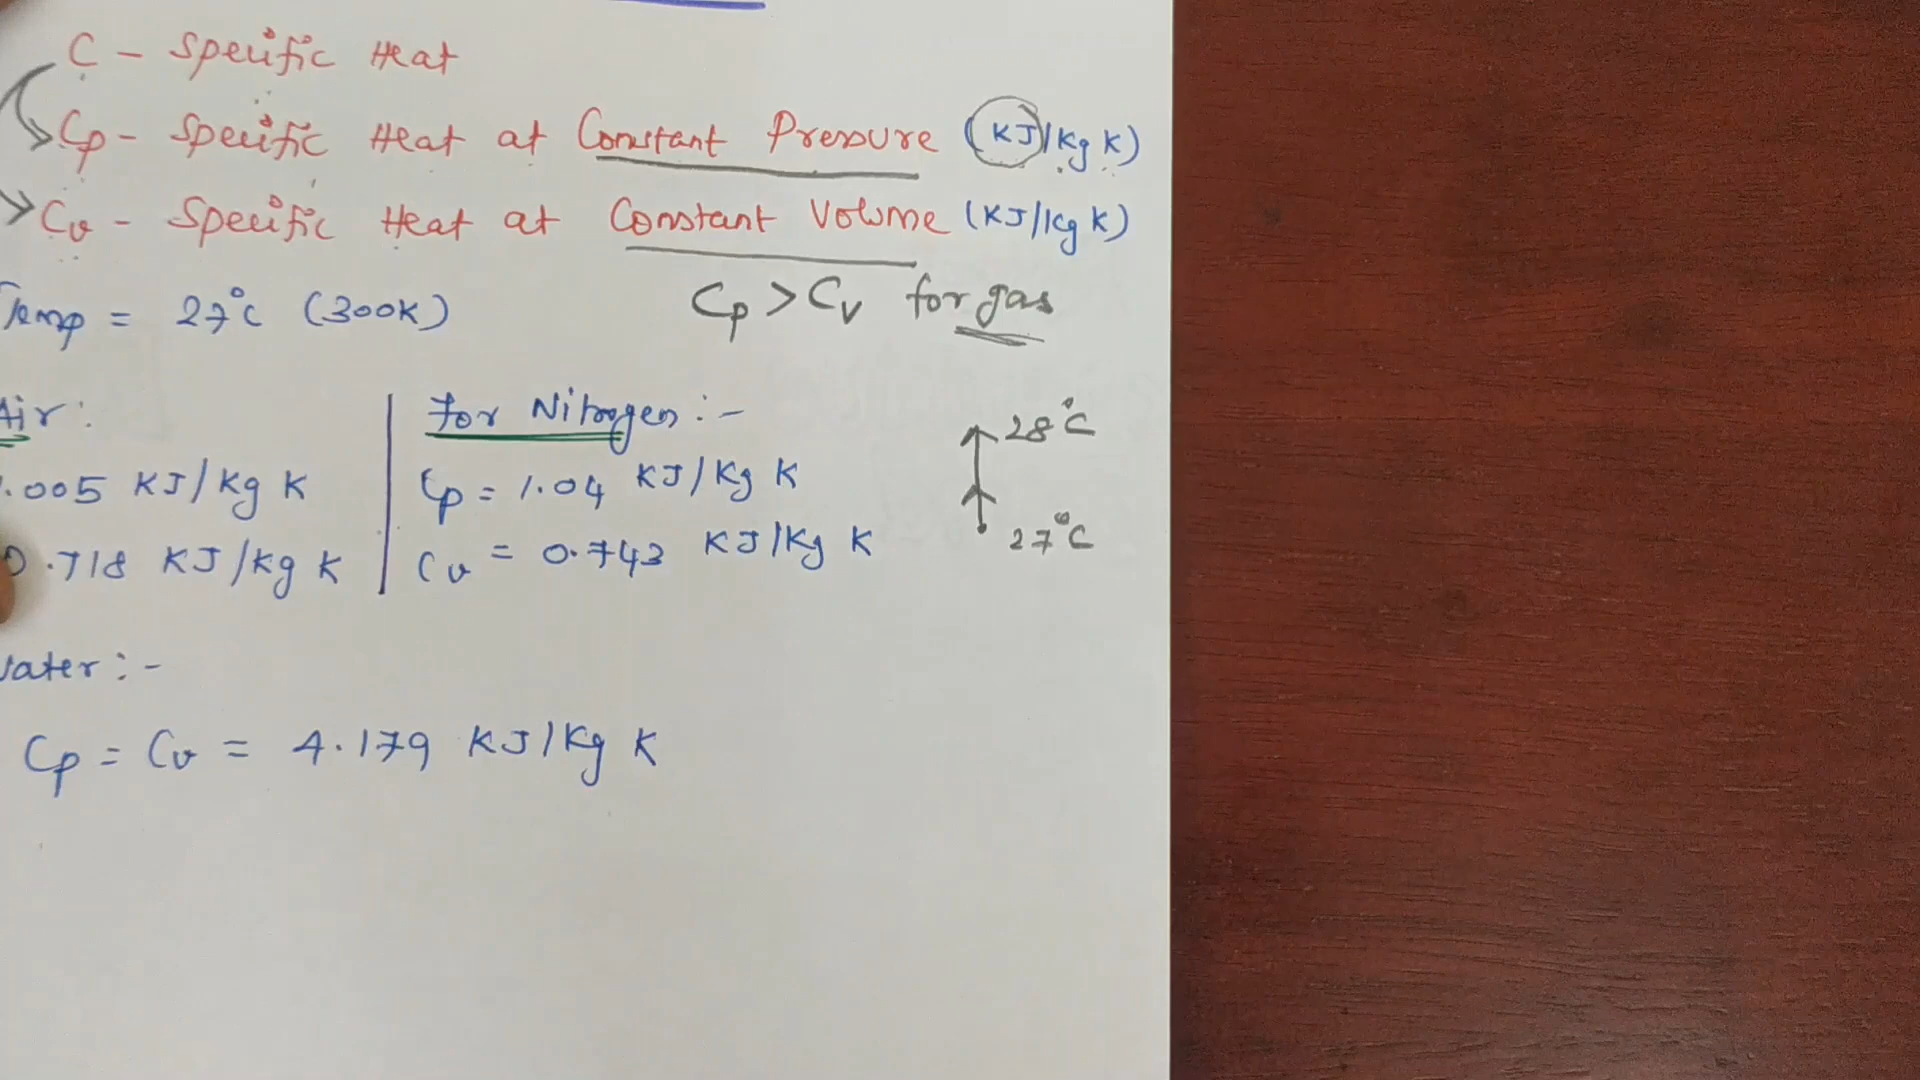 C - Specific Heat
Cp - Specific Heat at Constant Pressure (KJ/Kg K)
Cv - Specific Heat at Constant Volume (KJ/Kg K)
Temp = 27°C (300K)
Cp > Cv for gas
Air:
.005 KJ/Kg K
0.718 KJ/Kg K
For Nitrogen :-
Cp = 1.04 KJ/Kg K
Cv = 0.743 KJ/Kg K
28°C
27°C
Water :-
Cp = Cv = 4.179 KJ/Kg K